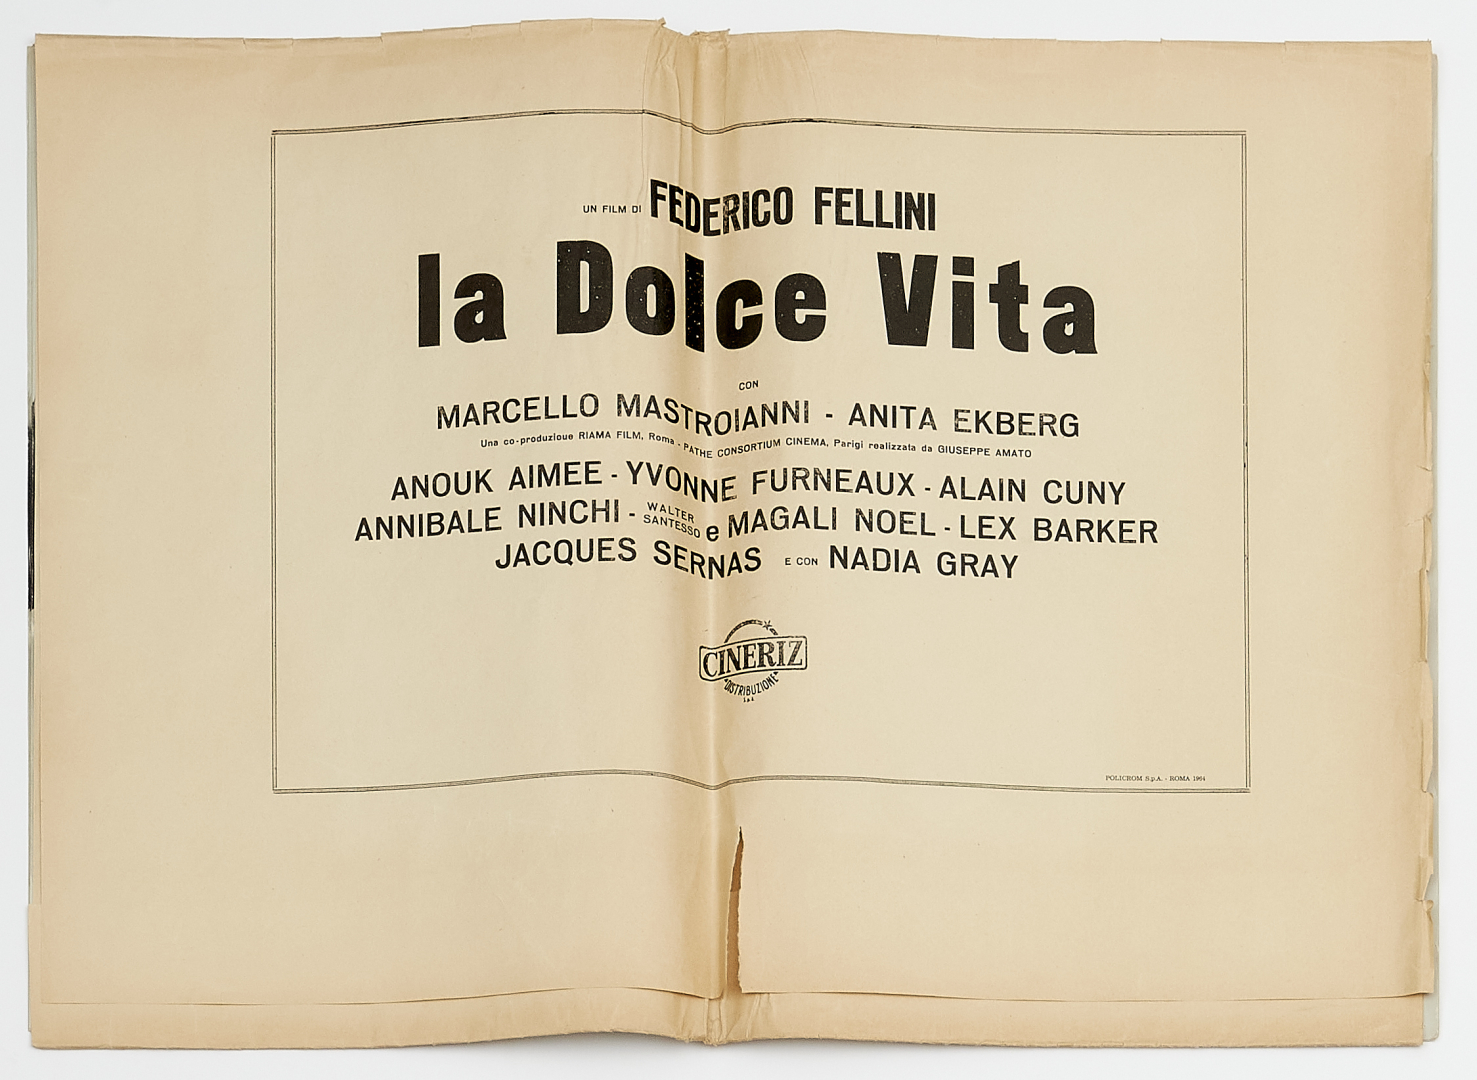 UN FILM DI FEDERICO FELLINI
la Dolce Vita
CON
MARCELLO MASTROIANNI - ANITA EKBERG
Una co-produzioue RIAMA FILM, Roma - PATHE CONSORTIUM CINEMA, Parigi realizzata da GIUSEPPE AMATO
ANOUK AIMEE - YVONNE FURNEAUX - ALAIN CUNY
ANNIBALE NINCHI - WALTER SANTESSO e MAGALI NOEL - LEX BARKER
JACQUES SERNAS E CON NADIA GRAY
CINERIZ
DISTRIBUZIONE
S.p.A.
POLICROM S.p.A. - ROMA 1964